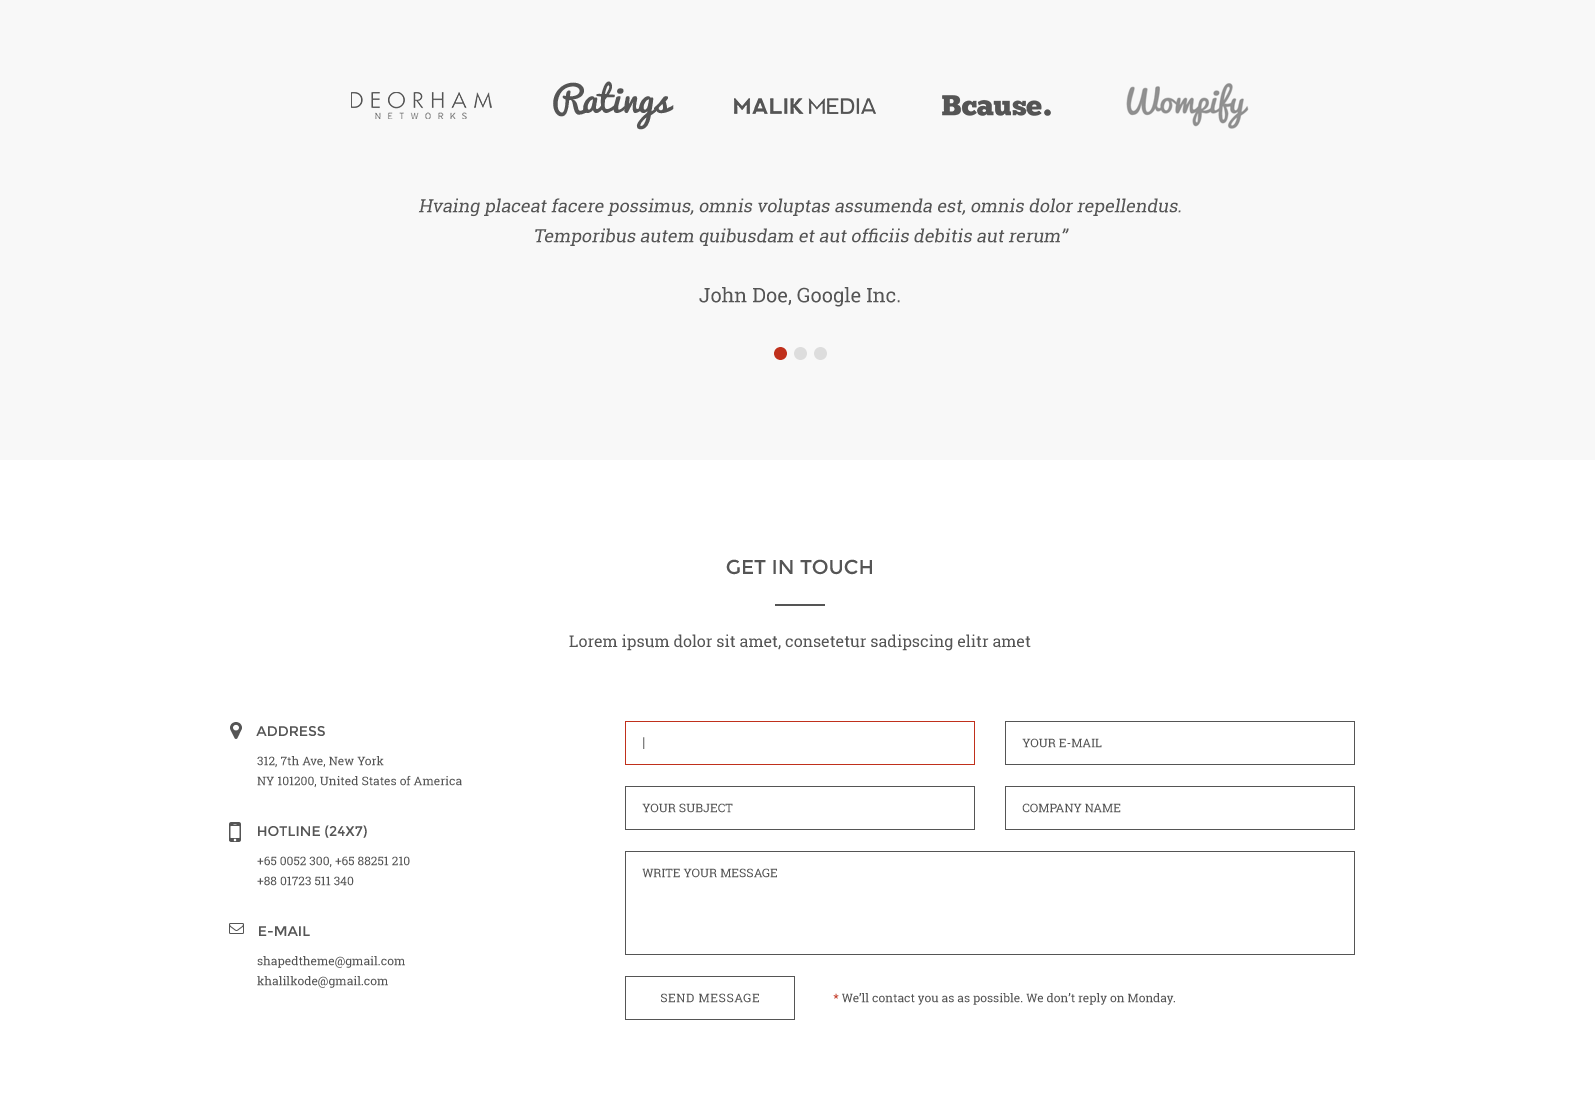 DEORHAM
NETWORKS
Ratings
MALIK MEDIA
Bcause.
Wompify
Hvaing placeat facere possimus, omnis voluptas assumenda est, omnis dolor repellendus.
Temporibus autem quibusdam et aut officiis debitis aut rerum”
John Doe, Google Inc.
GET IN TOUCH
Lorem ipsum dolor sit amet, consetetur sadipscing elitr amet
ADDRESS
312, 7th Ave, New York
NY 101200, United States of America
HOTLINE (24X7)
+65 0052 300, +65 88251 210
+88 01723 511 340
E-MAIL
shapedtheme@gmail.com
khalilkode@gmail.com
YOUR E-MAIL
YOUR SUBJECT
COMPANY NAME
WRITE YOUR MESSAGE
SEND MESSAGE
* We’ll contact you as as possible. We don’t reply on Monday.